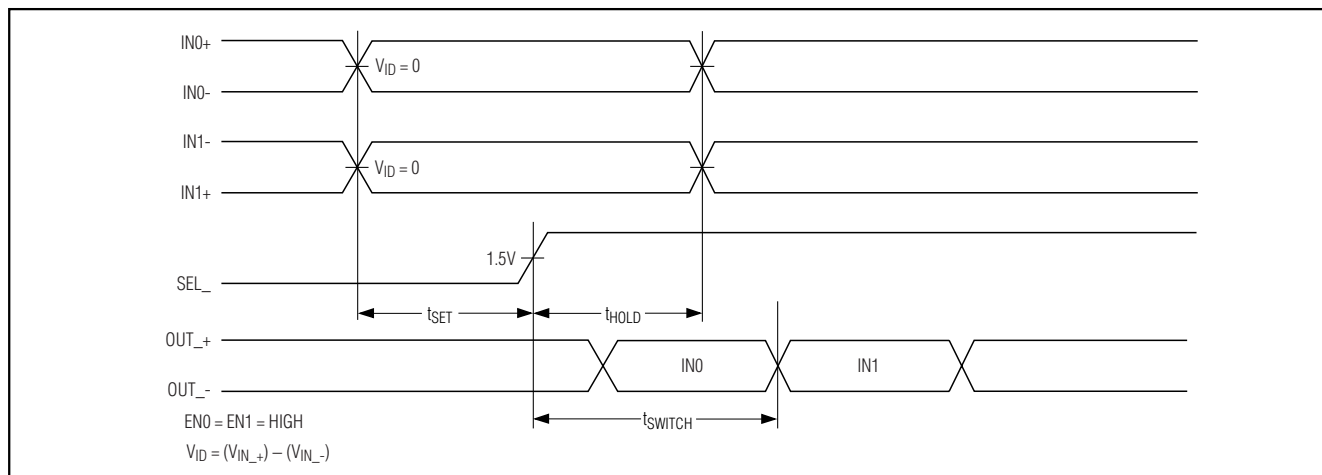 IN0+
V_ID = 0
IN0-
IN1-
V_ID = 0
IN1+
1.5V
SEL_
t_SET
t_HOLD
OUT_+
IN0
IN1
OUT_-
EN0 = EN1 = HIGH
t_SWITCH
V_ID = (V_IN_+) – (V_IN_-)